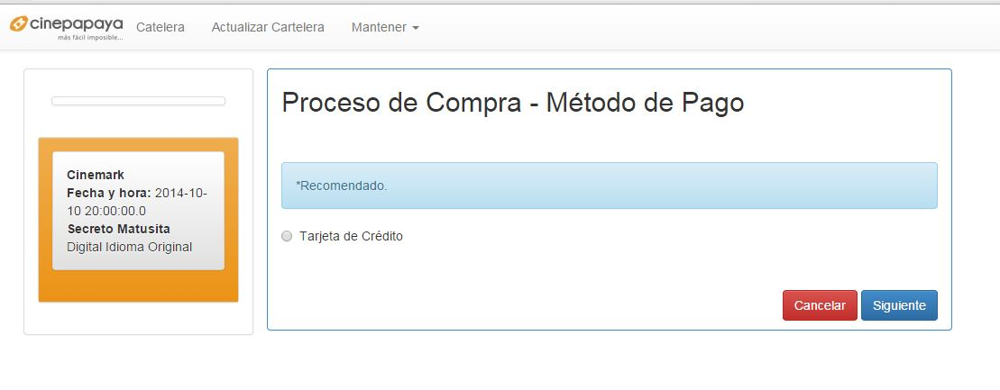 cinepapaya
más fácil imposible...
Catelera
Actualizar Cartelera
Mantener
Cinemark
Fecha y hora: 2014-10-
10 20:00:00.0
Secreto Matusita
Digital Idioma Original
Proceso de Compra - Método de Pago
*Recomendado.
Tarjeta de Crédito
Cancelar
Siguiente